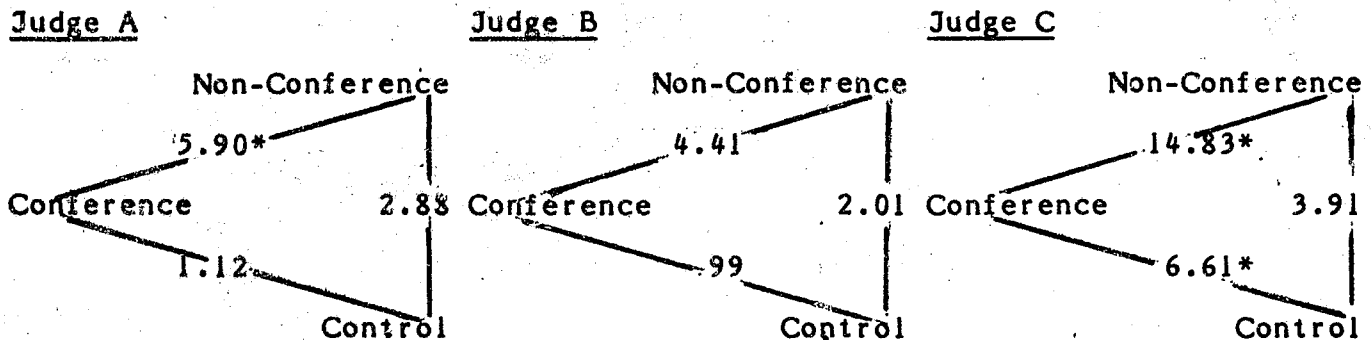 Judge A Judge B Judge C
Non-Conference Non-Conference Non-Conference
5.90* 4.41 14.83*
Conference 2.88 Conference 2.01 Conference 3.91
1.12 .99 6.61*
Control Control Control